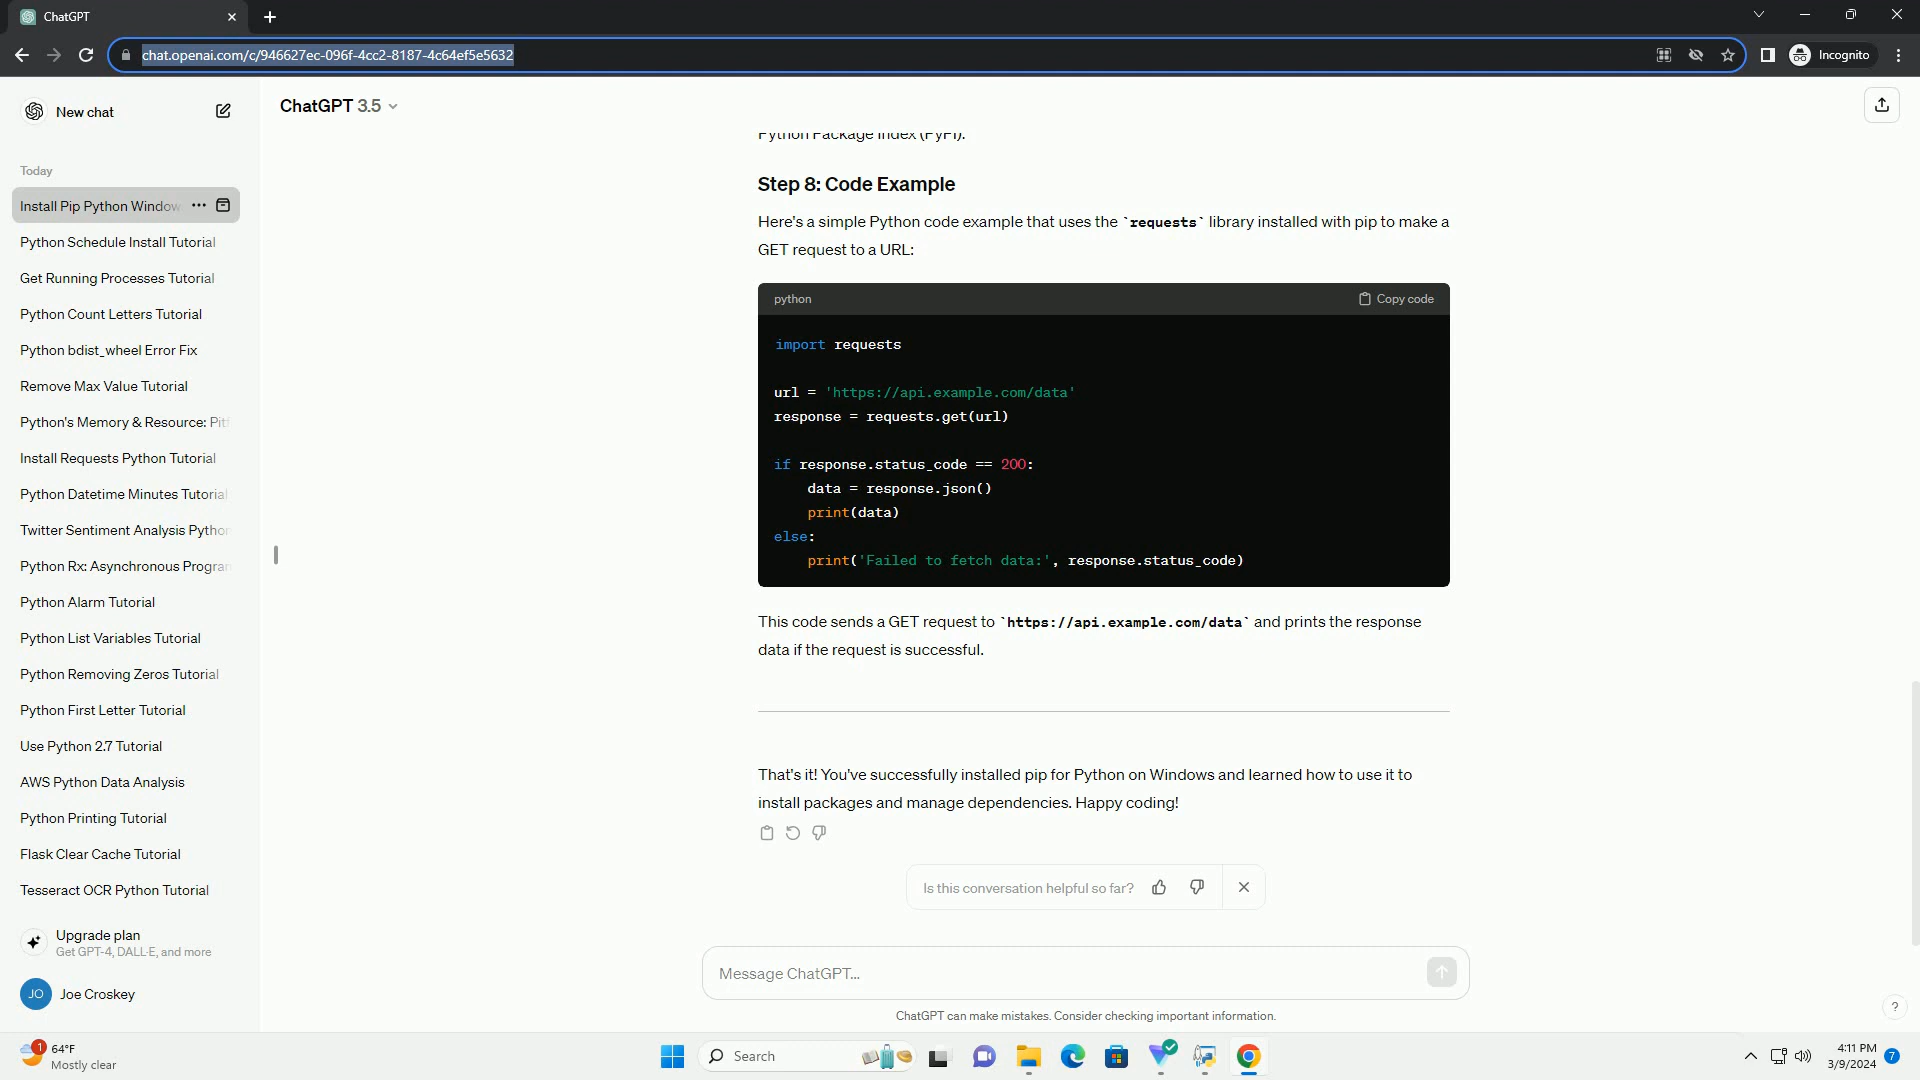 ChatGPT
chat.openai.com/c/946627ec-096f-4cc2-8187-4c64ef5e5632
Incognito
New chat
Today
Install Pip Python Window
Python Schedule Install Tutorial
Get Running Processes Tutorial
Python Count Letters Tutorial
Python bdist_wheel Error Fix
Remove Max Value Tutorial
Python's Memory & Resource: Pit
Install Requests Python Tutorial
Python Datetime Minutes Tutorial
Twitter Sentiment Analysis Python
Python Rx: Asynchronous Program
Python Alarm Tutorial
Python List Variables Tutorial
Python Removing Zeros Tutorial
Python First Letter Tutorial
Use Python 2.7 Tutorial
AWS Python Data Analysis
Python Printing Tutorial
Flask Clear Cache Tutorial
Tesseract OCR Python Tutorial
Upgrade plan
Get GPT-4, DALL·E, and more
JO Joe Croskey
ChatGPT 3.5
Python Package Index (PyPI).
Step 8: Code Example
Here's a simple Python code example that uses the `requests` library installed with pip to make a
GET request to a URL:
python Copy code
import requests
url = 'https://api.example.com/data'
response = requests.get(url)
if response.status_code == 200:
data = response.json()
print(data)
else:
print('Failed to fetch data:', response.status_code)
This code sends a GET request to `https://api.example.com/data` and prints the response
data if the request is successful.
That's it! You've successfully installed pip for Python on Windows and learned how to use it to
install packages and manage dependencies. Happy coding!
Is this conversation helpful so far?
Message ChatGPT...
ChatGPT can make mistakes. Consider checking important information.
?
1
64°F
Mostly clear
Search
4:11 PM
3/9/2024
7